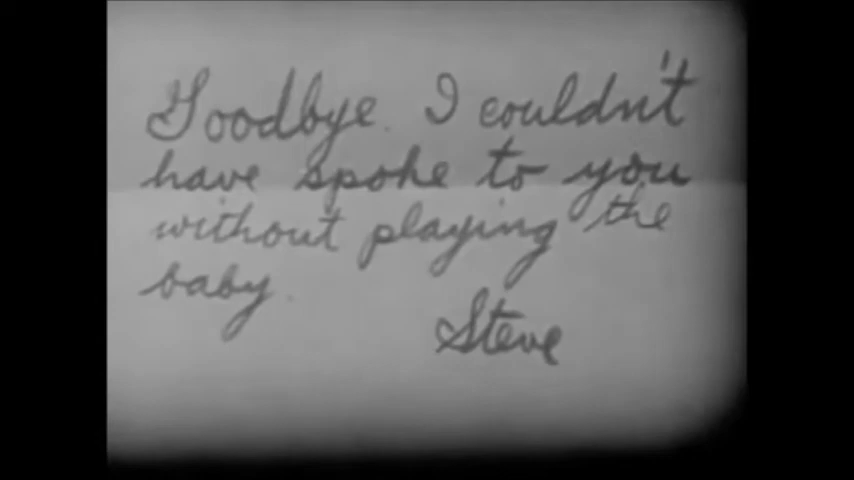 Goodbye. I couldn't
have spoke to you
without playing the
baby.
Steve